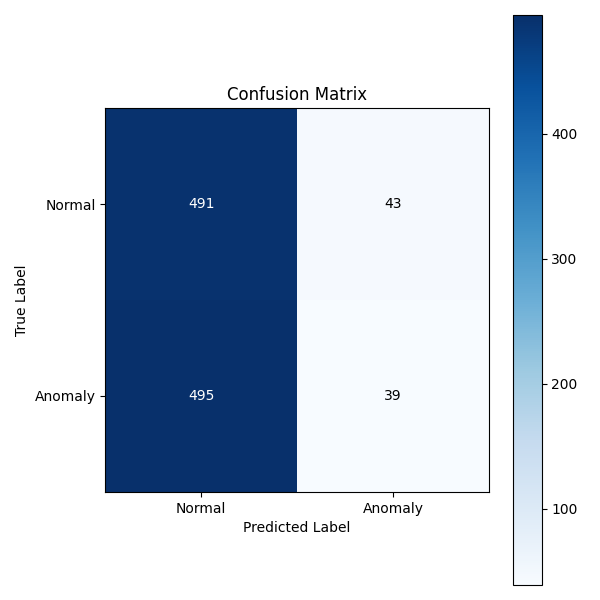 Confusion Matrix
True Label
Normal
491
43
Anomaly
495
39
Normal
Anomaly
Predicted Label
400
300
200
100